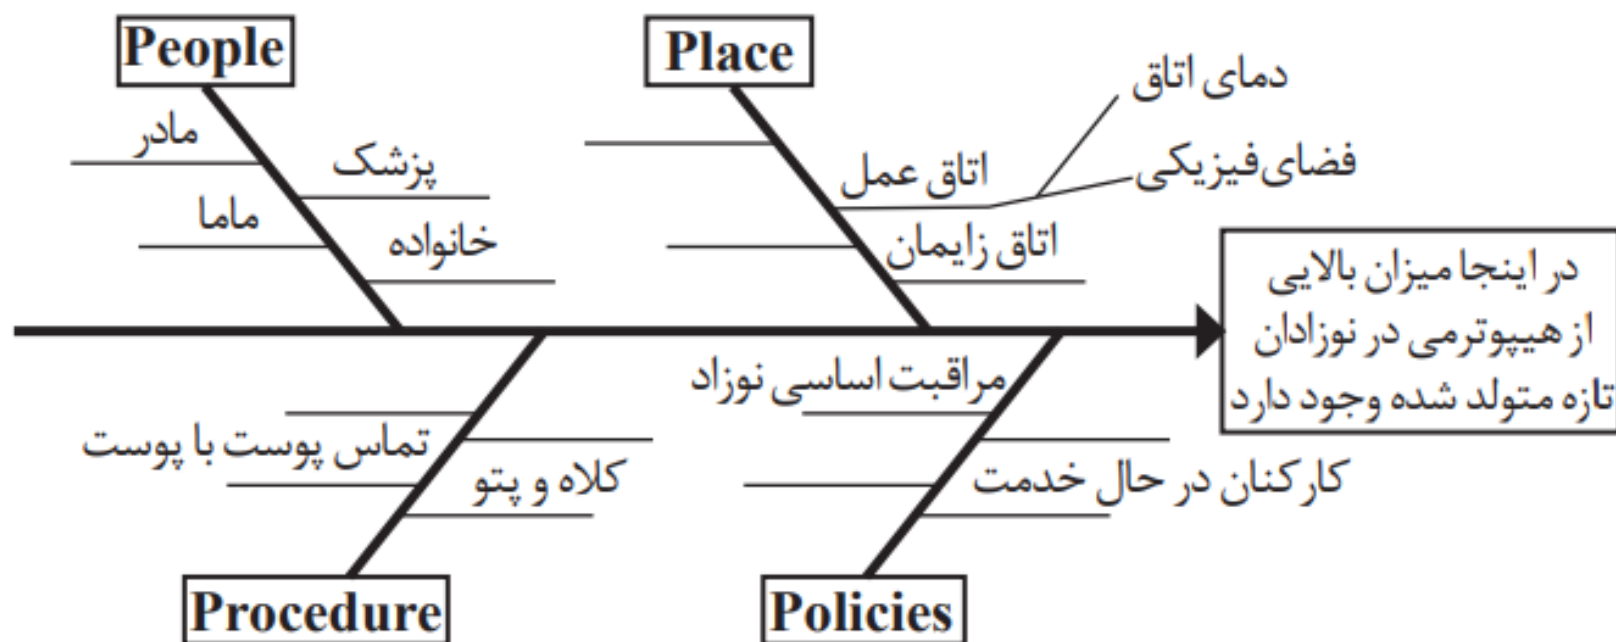 People
Place
دمای اتاق
مادر
پزشک
اتاق عمل
فضای فیزیکی
ماما
خانواده
اتاق زایمان
در اینجا میزان بالایی
از هیپوترمی در نوزادان
تازه متولد شده وجود دارد
مراقبت اساسی نوزاد
تماس پوست با پوست
کلاه و پتو
کارکنان در حال خدمت
Procedure
Policies